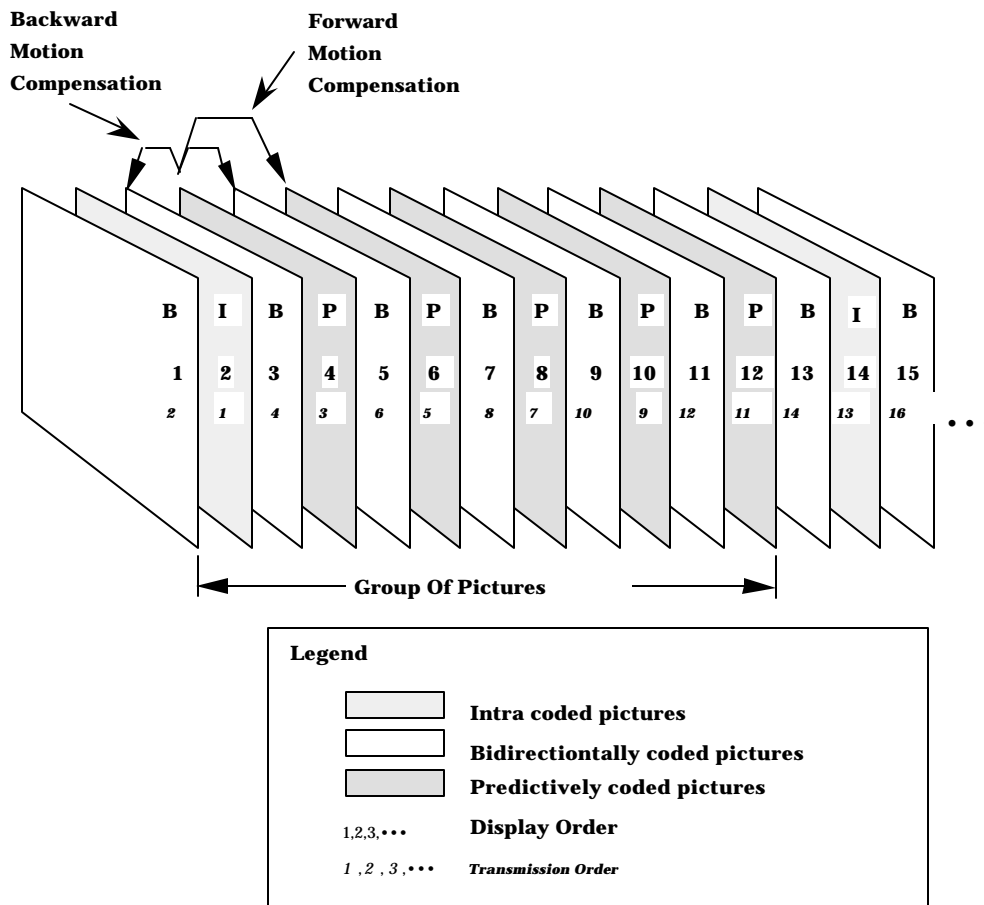 Backward
Motion
Compensation
Forward
Motion
Compensation
B I B P B P B P B P B P B I B
1 2 3 4 5 6 7 8 9 10 11 12 13 14 15
2 1 4 3 6 5 8 7 10 9 12 11 14 13 16
• •
Group Of Pictures
Legend
Intra coded pictures
Bidirectiontally coded pictures
Predictively coded pictures
1,2,3,••• Display Order
1 ,2 , 3 ,••• Transmission Order